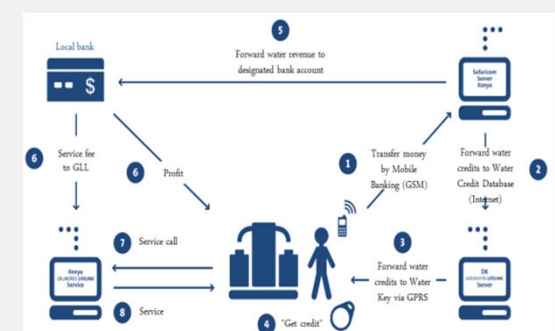 5
Local bank
Forward water revenue to
designated bank account
Safaricom
Server
Kenya
6
Service fee
to GLL
6
Profit
1
Transfer money
by Mobile
Banking (GSM)
Forward water
credits to Water
Credit Database
(Internet)
2
7
Service call
3
Kenya
Service
Forward water
credits to Water
Key via GPRS
DK
Server
8
Service
4
"Get credit"